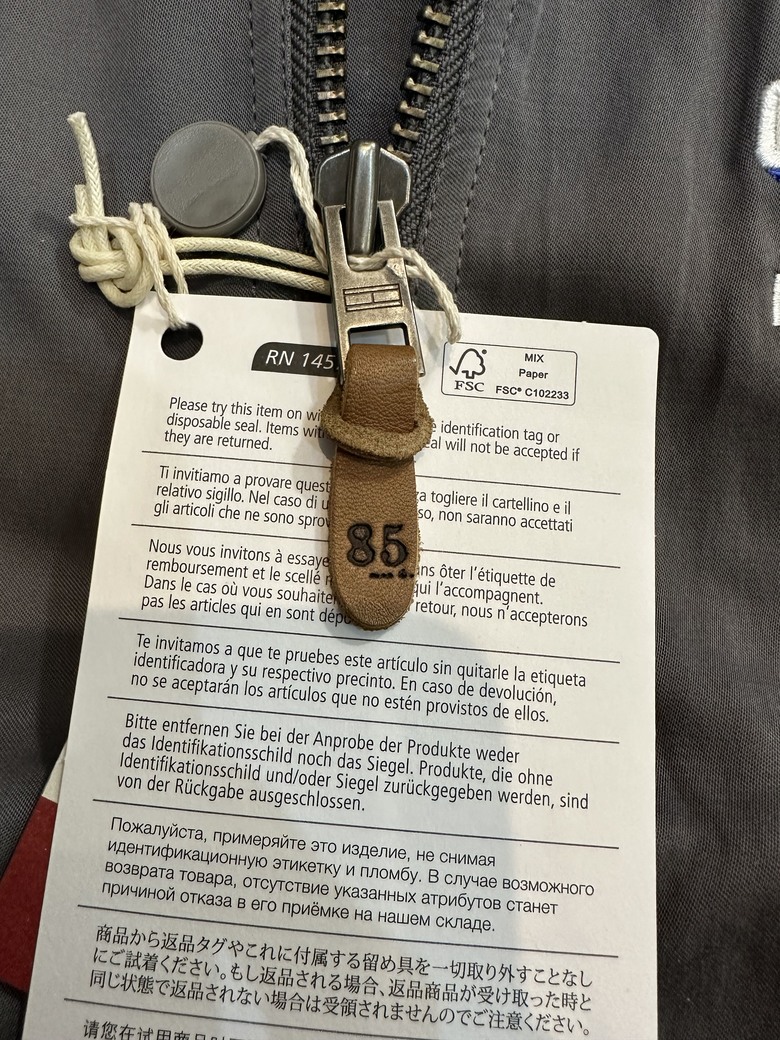 RN 145
FSC
MIX
Paper
FSC® C102233
Please try this item on wi e identification tag or
disposable seal. Items with eal will not be accepted if
they are returned.
Ti invitiamo a provare quest za togliere il cartellino e il
relativo sigillo. Nel caso di u so, non saranno accettati
gli articoli che ne sono sprov
Nous vous invitons à essaye ns ôter l'étiquette de
remboursement et le scellé qui l'accompagnent.
Dans le cas où vous souhaite retour, nous n'accepterons
pas les articles qui en sont dépo
85
Te invitamos a que te pruebes este artículo sin quitarle la etiqueta
identificadora y su respectivo precinto. En caso de devolución,
no se aceptarán los artículos que no estén provistos de ellos.
Bitte entfernen Sie bei der Anprobe der Produkte weder
das Identifikationsschild noch das Siegel. Produkte, die ohne
Identifikationsschild und/oder Siegel zurückgegeben werden, sind
von der Rückgabe ausgeschlossen.
Пожалуйста, примеряйте это изделие, не снимая
идентификационную этикетку и пломбу. В случае возможного
возврата товара, отсутствие указанных атрибутов станет
причиной отказа в его приёмке на нашем складе.
商品から返品タグやこれに付属する留め具を一切取り外すことなし
にご試着ください。もし返品される場合、返品商品が受け取った時と
同じ状態で返品されない場合は受領されませんのでご注意ください。
请您在试用商品时